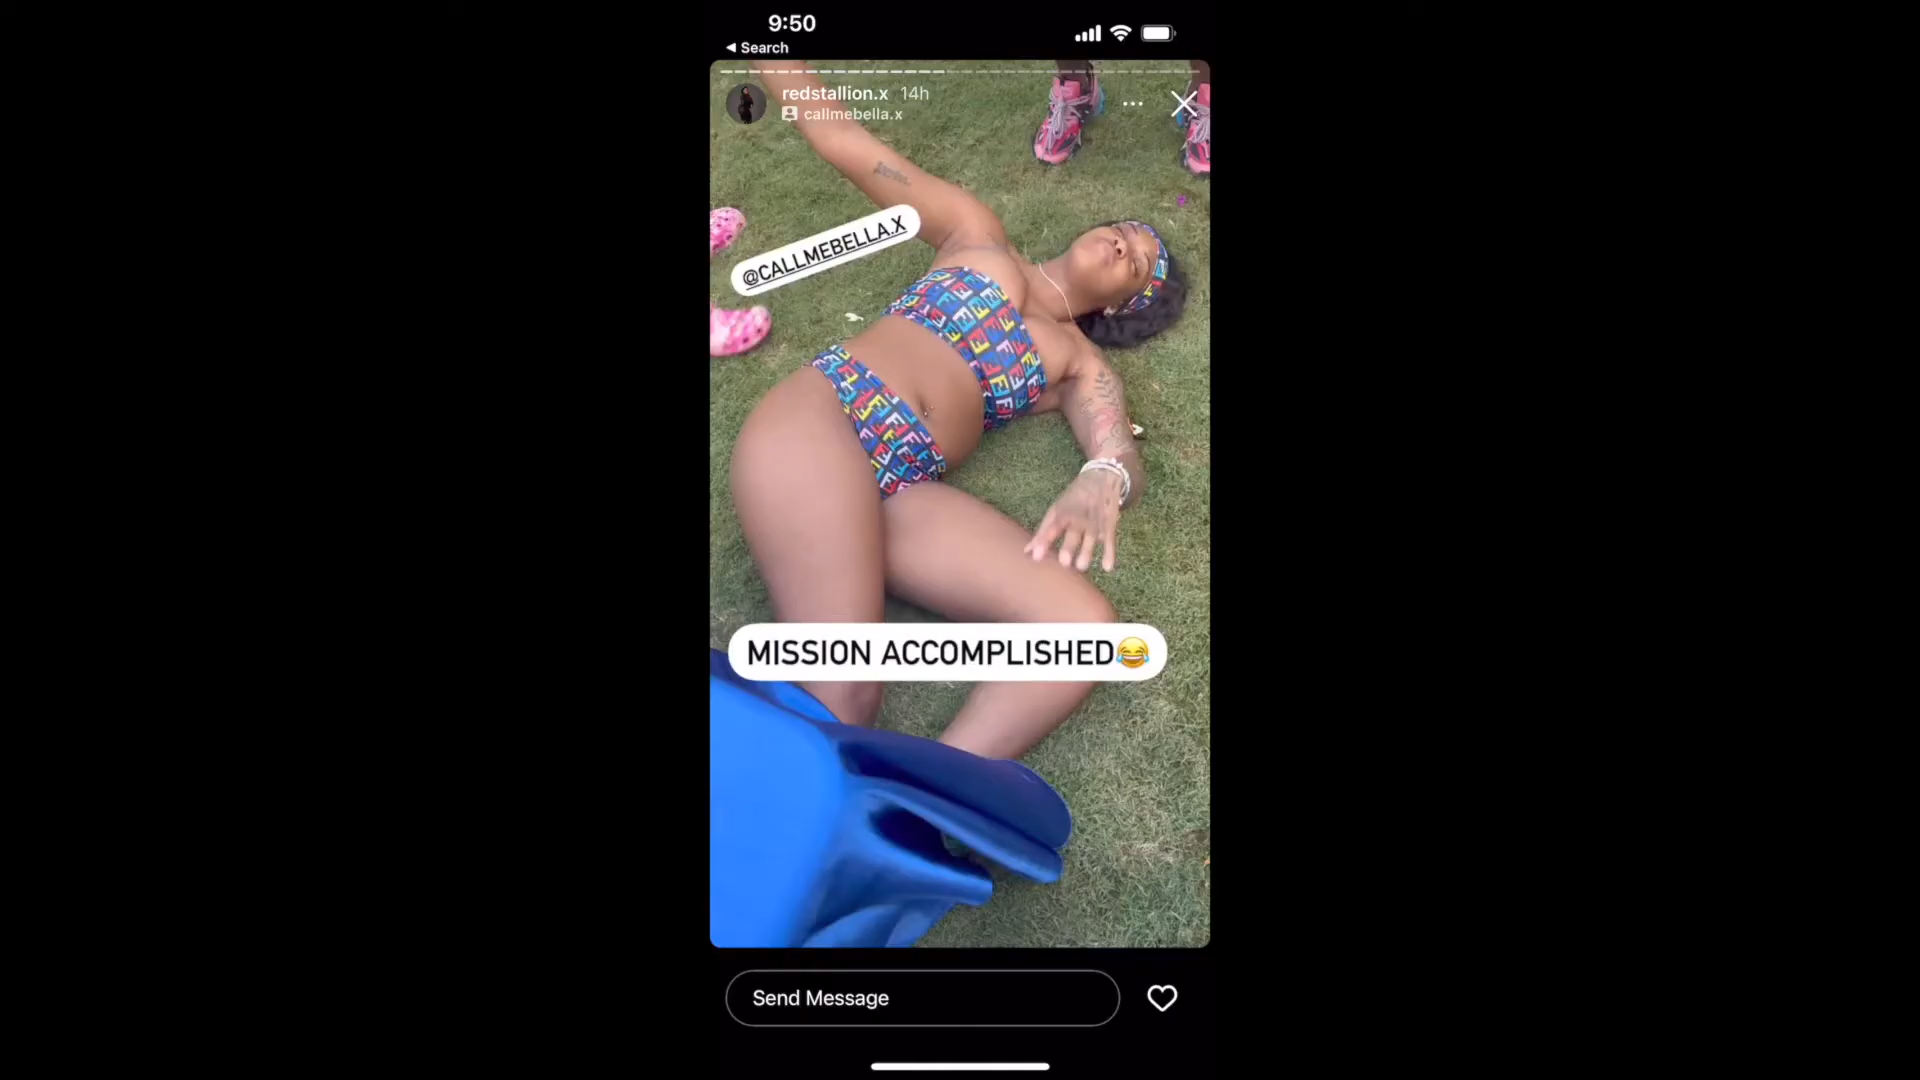 9:50
Search
redstallion.x 14h
callmebella.x
@CALLMEBELLA.X
MISSION ACCOMPLISHED😂
Send Message